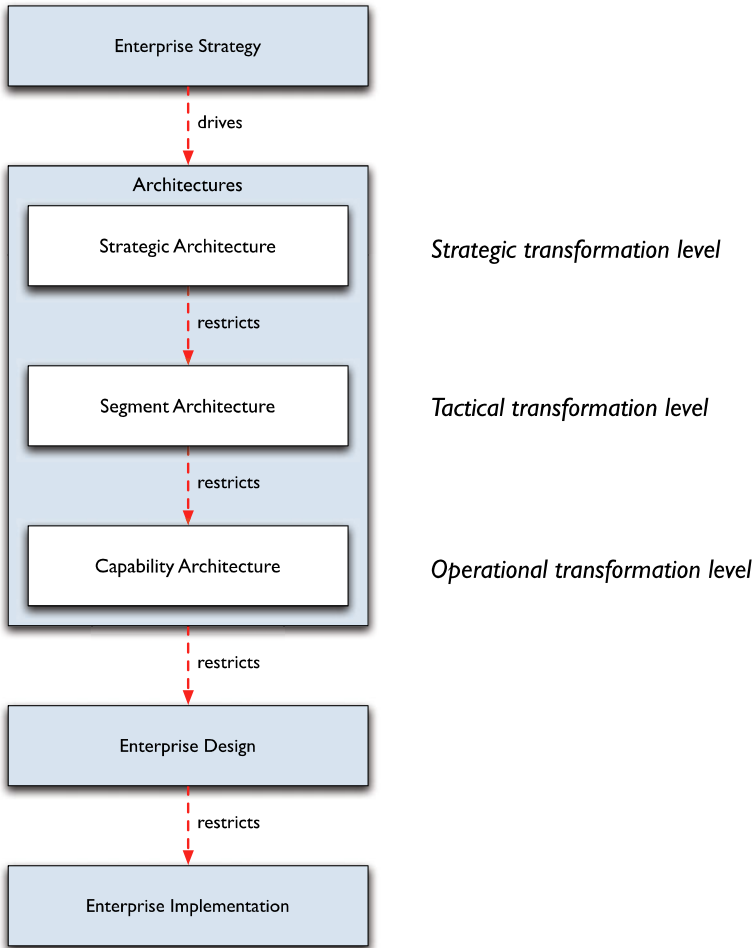 Enterprise Strategy
drives
Architectures
Strategic Architecture
Strategic transformation level
restricts
Segment Architecture
Tactical transformation level
restricts
Capability Architecture
Operational transformation level
restricts
Enterprise Design
restricts
Enterprise Implementation